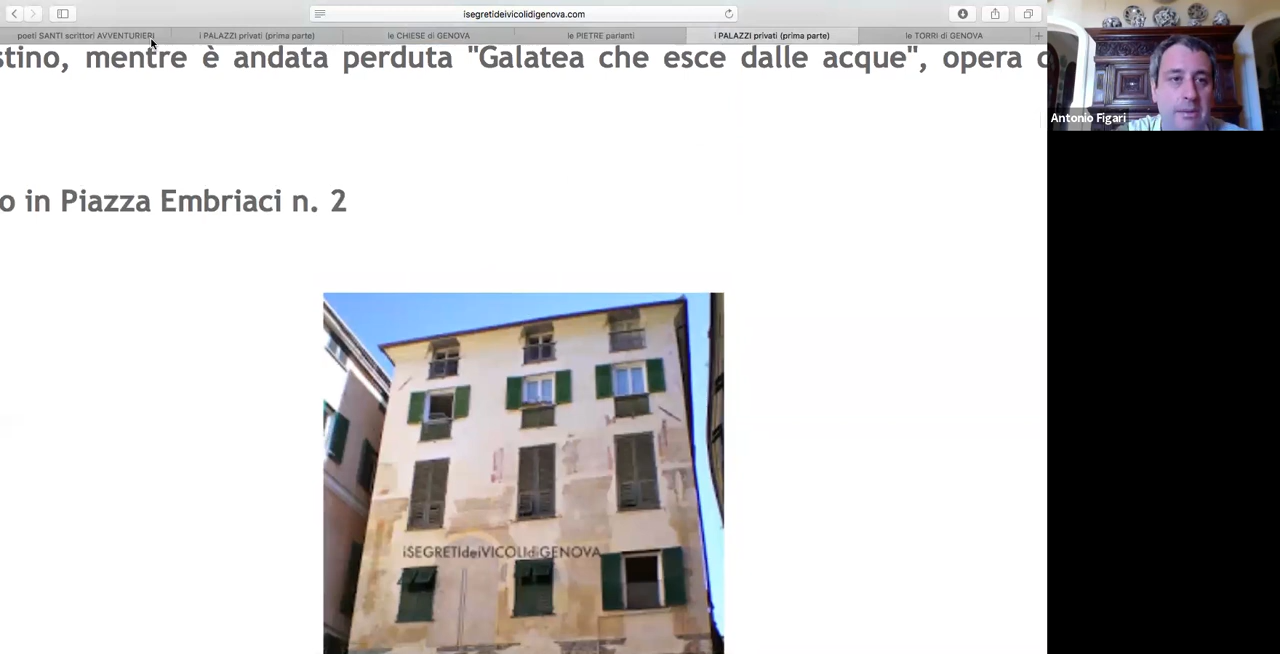 isegretideivicolidigenova.com
poeti SANTI scrittori AVVENTURIERI
i PALAZZI privati (prima parte)
le CHIESE di GENOVA
le PIETRE parlanti
i PALAZZI privati (prima parte)
le TORRI di GENOVA
stino, mentre è andata perduta "Galatea che esce dalle acque", opera
Antonio Figari
o in Piazza Embriaci n. 2
iSEGRETIdeiVICOLIdiGENOVA